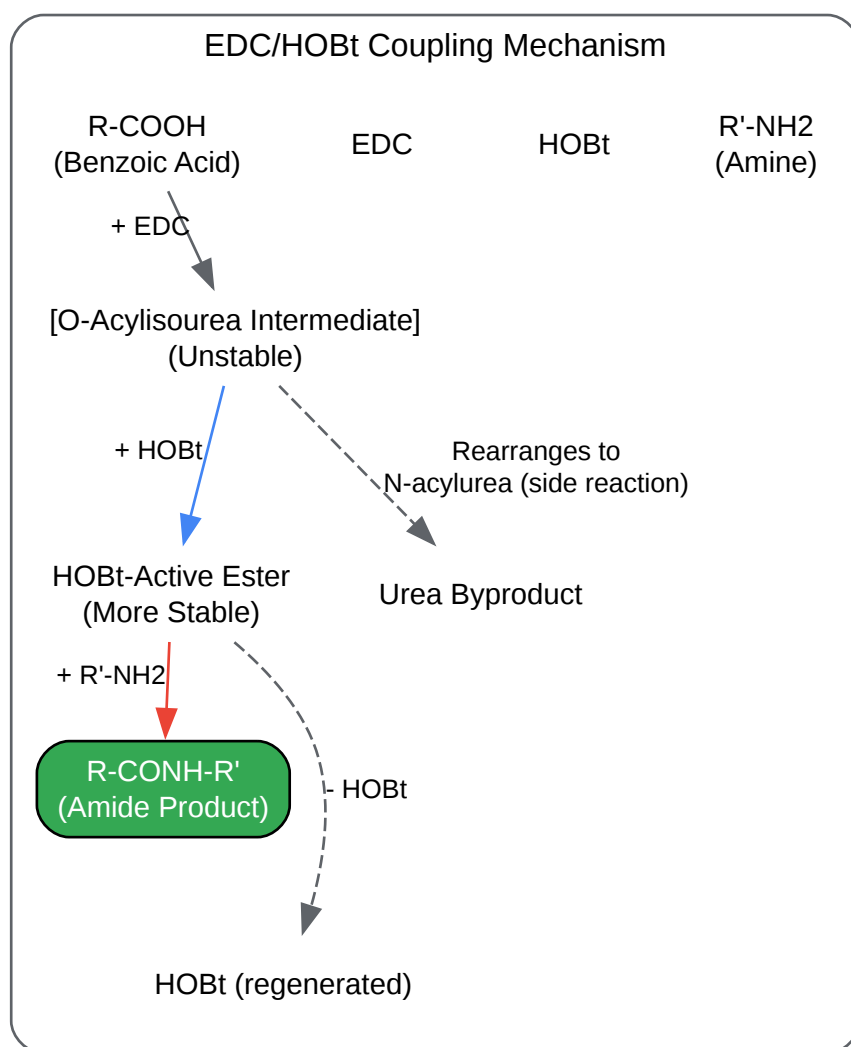 EDC/HOBt Coupling Mechanism
R-COOH
(Benzoic Acid)
EDC
HOBt
R'-NH2
(Amine)
+ EDC
[O-Acylisourea Intermediate]
(Unstable)
+ HOBt
Rearranges to
N-acylurea (side reaction)
HOBt-Active Ester
(More Stable)
Urea Byproduct
+ R'-NH2
R-CONH-R'
(Amide Product)
- HOBt
HOBt (regenerated)